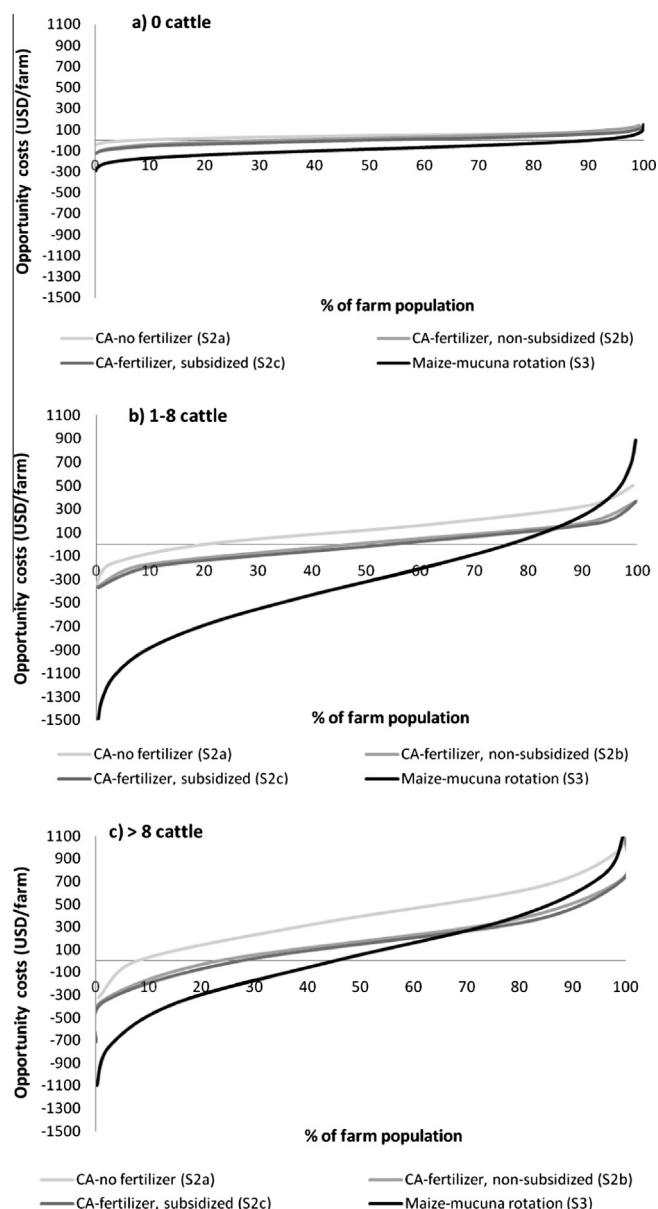 a) 0 cattle
Opportunity costs (USD/farm)
1100
900
700
500
300
100
-100
-300
-500
-700
-900
-1100
-1300
-1500
0 10 20 30 40 50 60 70 80 90 100
% of farm population
CA-no fertilizer (S2a) CA-fertilizer, non-subsidized (S2b)
CA-fertilizer, subsidized (S2c) Maize-mucuna rotation (S3)
b) 1-8 cattle
Opportunity costs (USD/farm)
1100
900
700
500
300
100
-100
-300
-500
-700
-900
-1100
-1300
-1500
0 10 20 30 40 50 60 70 80 90 100
% of farm population
CA-no fertilizer (S2a) CA-fertilizer, non-subsidized (S2b)
CA-fertilizer, subsidized (S2c) Maize-mucuna rotation (S3)
c) > 8 cattle
Opportunity costs (USD/farm)
1100
900
700
500
300
100
-100
-300
-500
-700
-900
-1100
-1300
-1500
0 10 20 30 40 50 60 70 80 90 100
% of farm population
CA-no fertilizer (S2a) CA-fertilizer, non-subsidized (S2b)
CA-fertilizer, subsidized (S2c) Maize-mucuna rotation (S3)